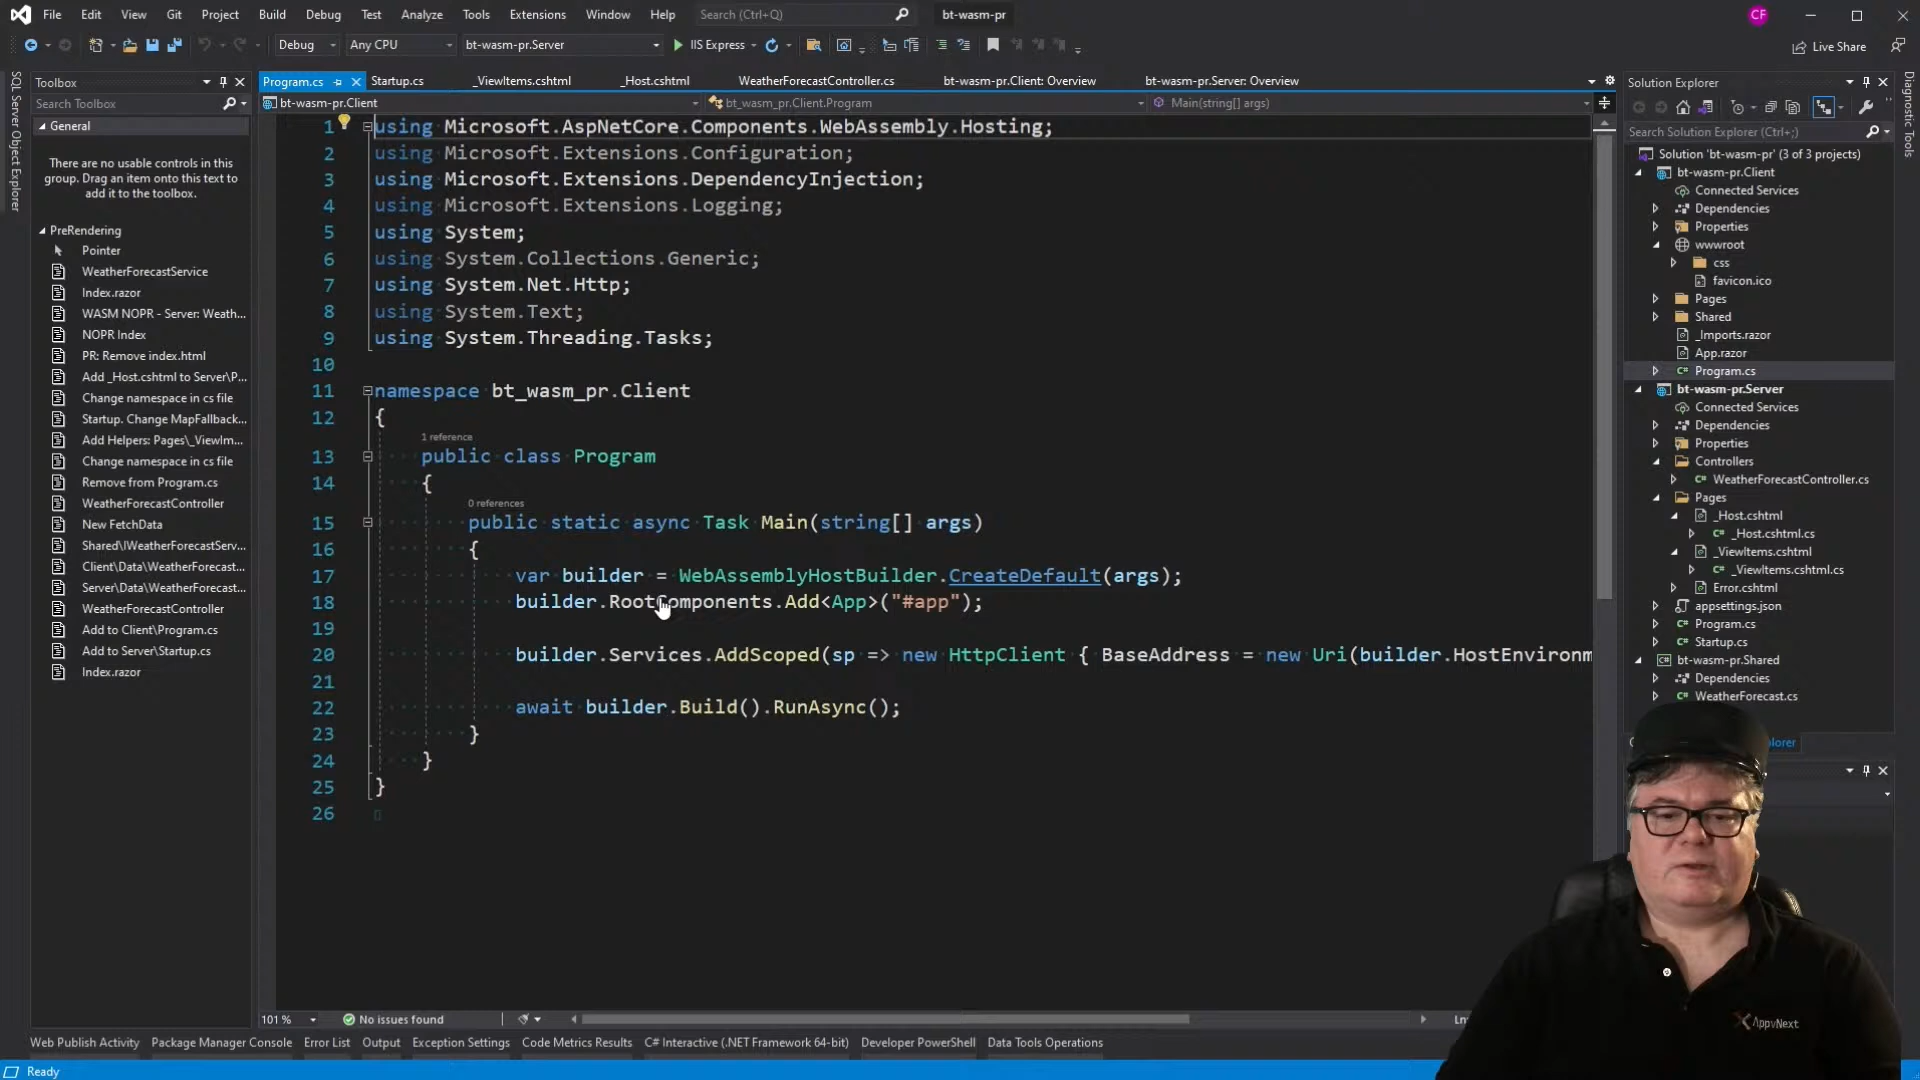 File Edit View Git Project Build Debug Test Analyze Tools Extensions Window Help Search (Ctrl+Q) bt-wasm-pr CF
Debug Any CPU bt-wasm-pr.Server IIS Express Live Share
SQL Server Object Explorer
Toolbox
Search Toolbox
General
There are no usable controls in this
group. Drag an item onto this text to
add it to the toolbox.
PreRendering
Pointer
WeatherForecastService
Index.razor
WASM NOPR - Server: Weath...
NOPR Index
PR: Remove index.html
Add _Host.cshtml to Server\P...
Change namespace in cs file
Startup. Change MapFallback...
Add Helpers: Pages\_ViewIm...
Change namespace in cs file
Remove from Program.cs
WeatherForecastController
New FetchData
Shared\IWeatherForecastServ...
Client\Data\WeatherForecast...
Server\Data\WeatherForecast...
WeatherForecastController
Add to Client\Program.cs
Add to Server\Startup.cs
Index.razor
Program.cs Startup.cs _ViewItems.cshtml _Host.cshtml WeatherForecastController.cs bt-wasm-pr.Client: Overview bt-wasm-pr.Server: Overview
bt-wasm-pr.Client bt_wasm_pr.Client.Program Main(string[] args)
1 using Microsoft.AspNetCore.Components.WebAssembly.Hosting;
2 using Microsoft.Extensions.Configuration;
3 using Microsoft.Extensions.DependencyInjection;
4 using Microsoft.Extensions.Logging;
5 using System;
6 using System.Collections.Generic;
7 using System.Net.Http;
8 using System.Text;
9 using System.Threading.Tasks;
10
11 namespace bt_wasm_pr.Client
12 {
1 reference
13 public class Program
14 {
0 references
15 public static async Task Main(string[] args)
16 {
17 var builder = WebAssemblyHostBuilder.CreateDefault(args);
18 builder.RootComponents.Add<App>("#app");
19
20 builder.Services.AddScoped(sp => new HttpClient { BaseAddress = new Uri(builder.HostEnvironm
21
22 await builder.Build().RunAsync();
23 }
24 }
25 }
26
101 % No issues found Ln
Solution Explorer
Search Solution Explorer (Ctrl+;)
Solution 'bt-wasm-pr' (3 of 3 projects)
bt-wasm-pr.Client
Connected Services
Dependencies
Properties
wwwroot
css
favicon.ico
Pages
Shared
_Imports.razor
App.razor
Program.cs
bt-wasm-pr.Server
Connected Services
Dependencies
Properties
Controllers
WeatherForecastController.cs
Pages
_Host.cshtml
_Host.cshtml.cs
_ViewItems.cshtml
_ViewItems.cshtml.cs
Error.cshtml
appsettings.json
Program.cs
Startup.cs
bt-wasm-pr.Shared
Dependencies
WeatherForecast.cs
plorer
Diagnostic Tools
AppvNext
Web Publish Activity Package Manager Console Error List Output Exception Settings Code Metrics Results C# Interactive (.NET Framework 64-bit) Developer PowerShell Data Tools Operations
Ready